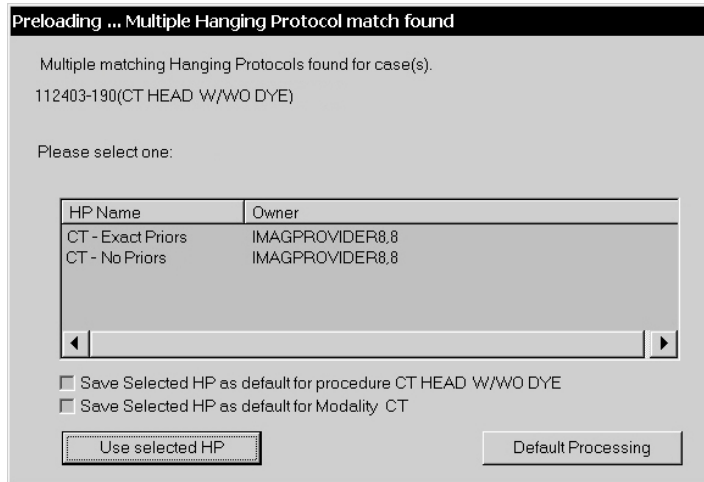 Preloading ... Multiple Hanging Protocol match found
Multiple matching Hanging Protocols found for case(s).
112403-190(CT HEAD W/WO DYE)
Please select one:
HP Name Owner
CT - Exact Priors IMAGPROVIDER8,8
CT - No Priors IMAGPROVIDER8,8
Save Selected HP as default for procedure CT HEAD W/WO DYE
Save Selected HP as default for Modality CT
Use selected HP Default Processing